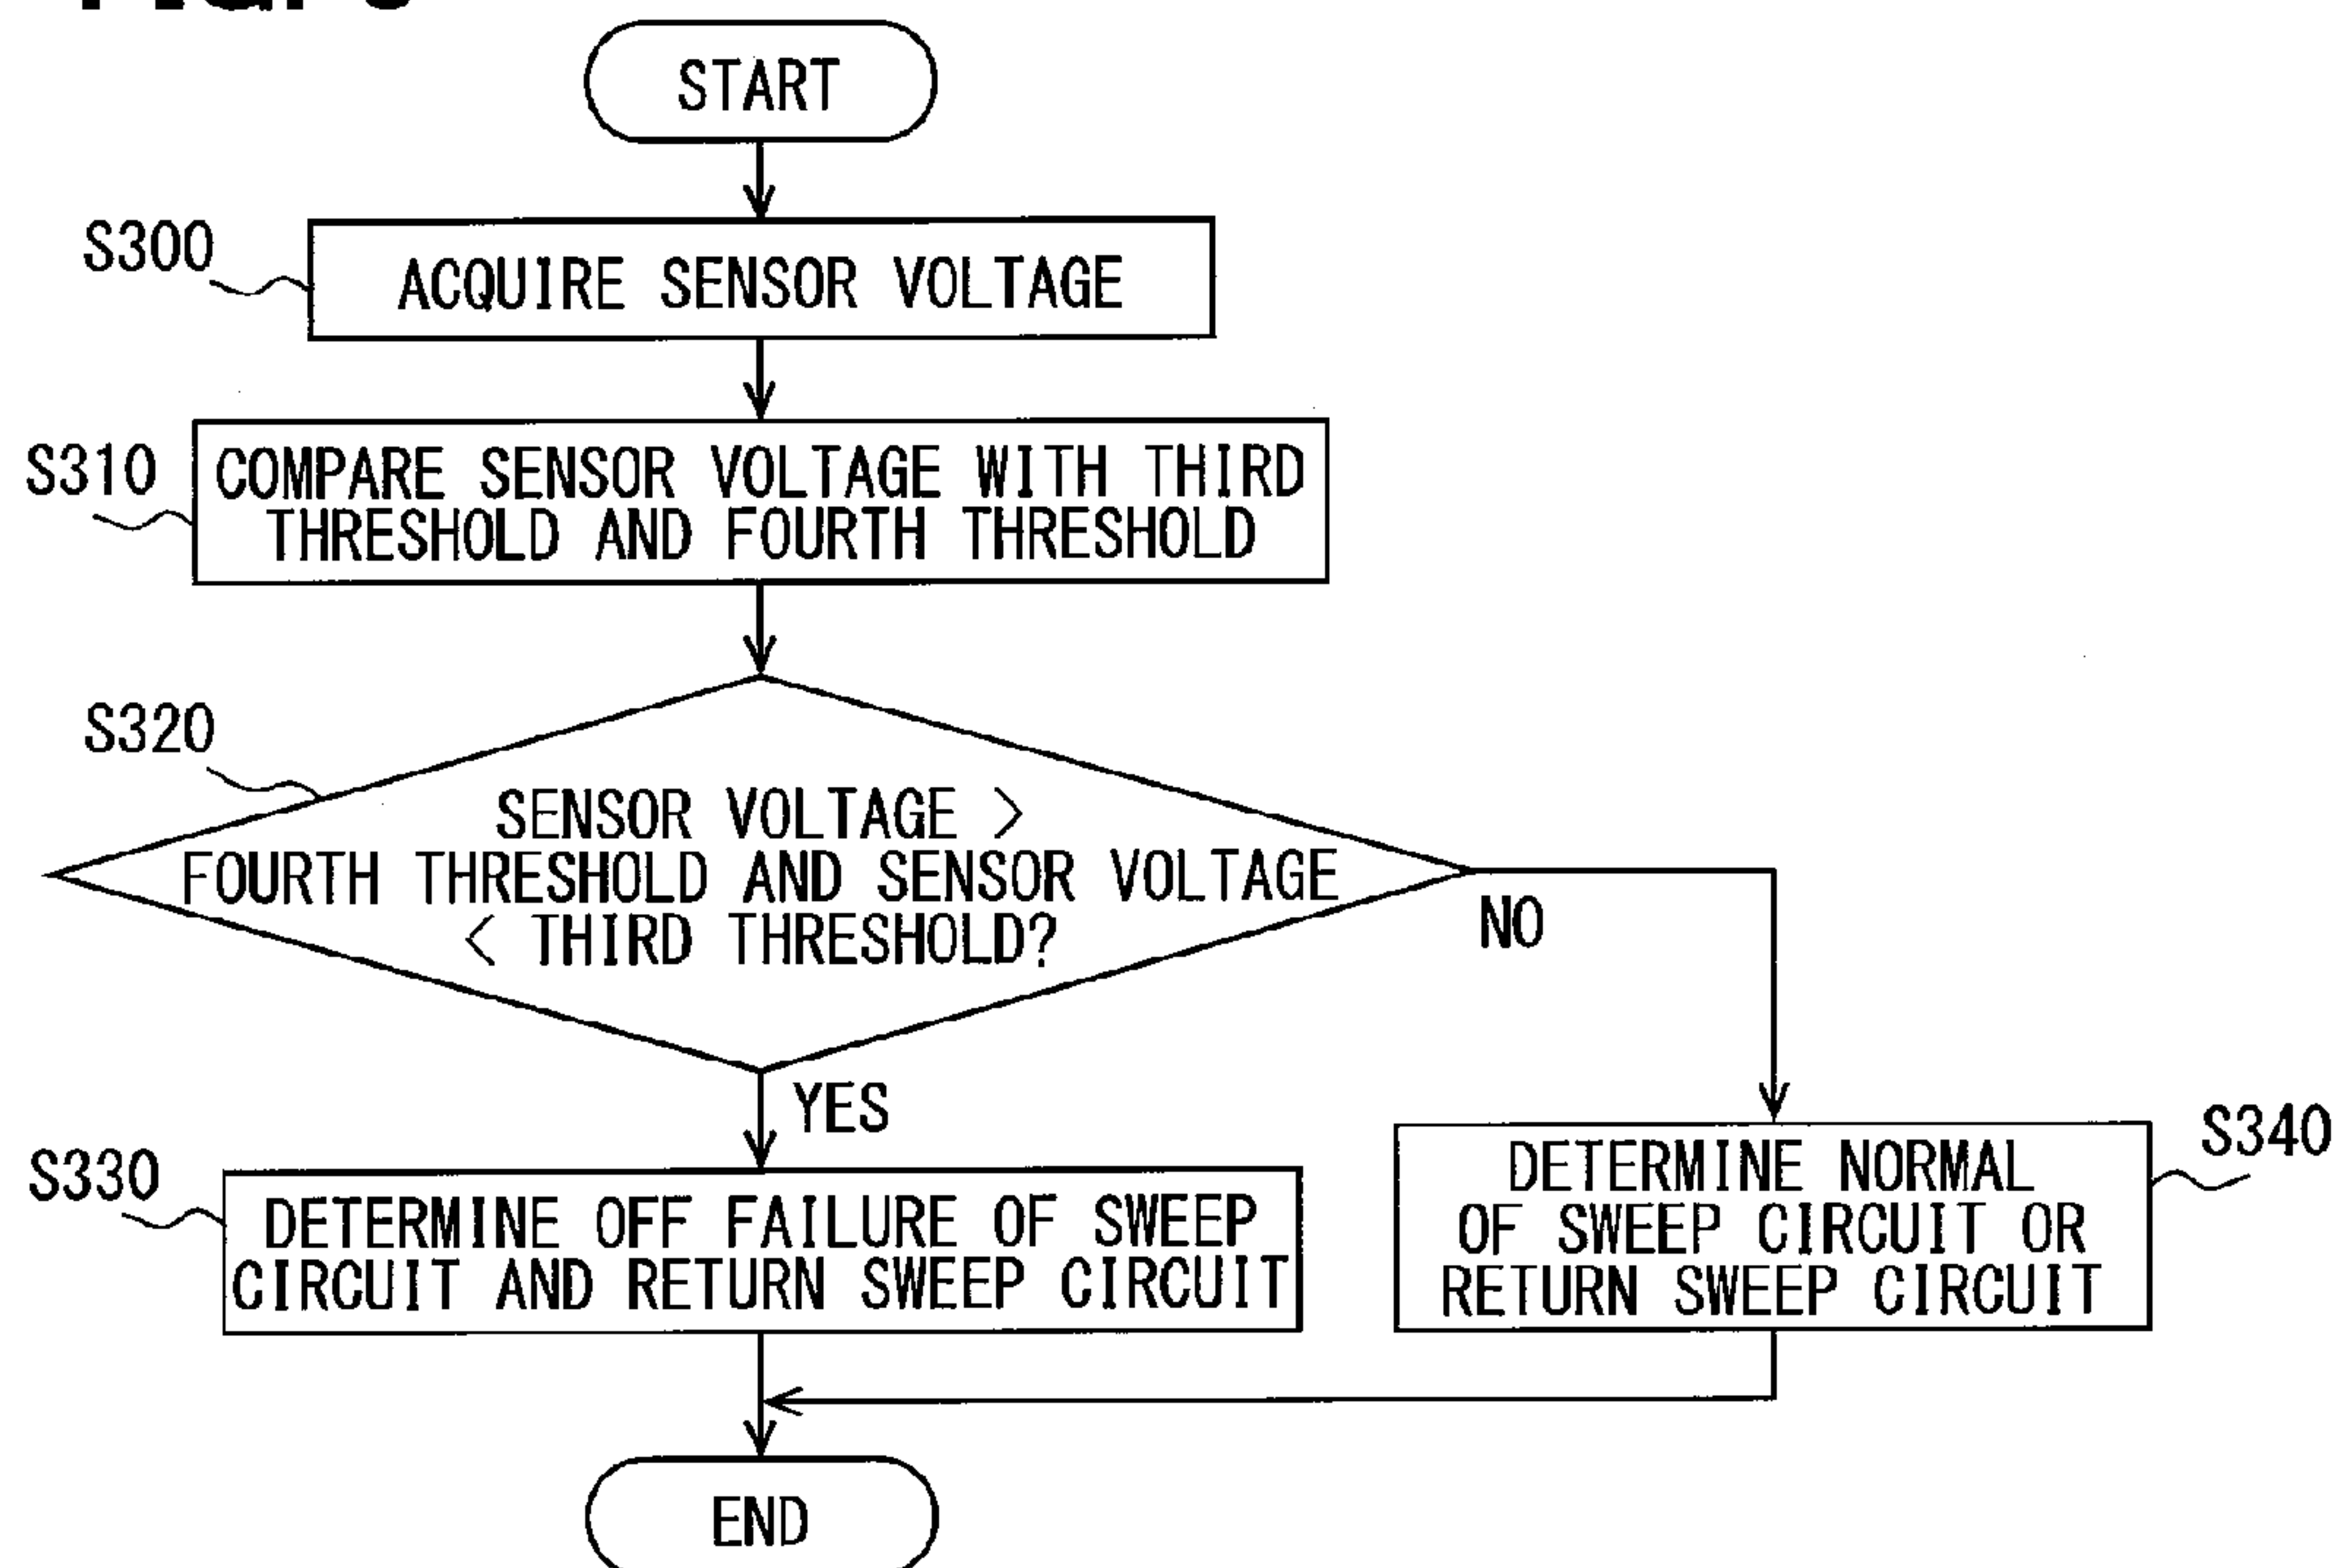 START
S300
ACQUIRE SENSOR VOLTAGE
S310
COMPARE SENSOR VOLTAGE WITH THIRD
THRESHOLD AND FOURTH THRESHOLD
S320
SENSOR VOLTAGE >
FOURTH THRESHOLD AND SENSOR VOLTAGE
< THIRD THRESHOLD?
NO
YES
S330
DETERMINE OFF FAILURE OF SWEEP
CIRCUIT AND RETURN SWEEP CIRCUIT
S340
DETERMINE NORMAL
OF SWEEP CIRCUIT OR
RETURN SWEEP CIRCUIT
END